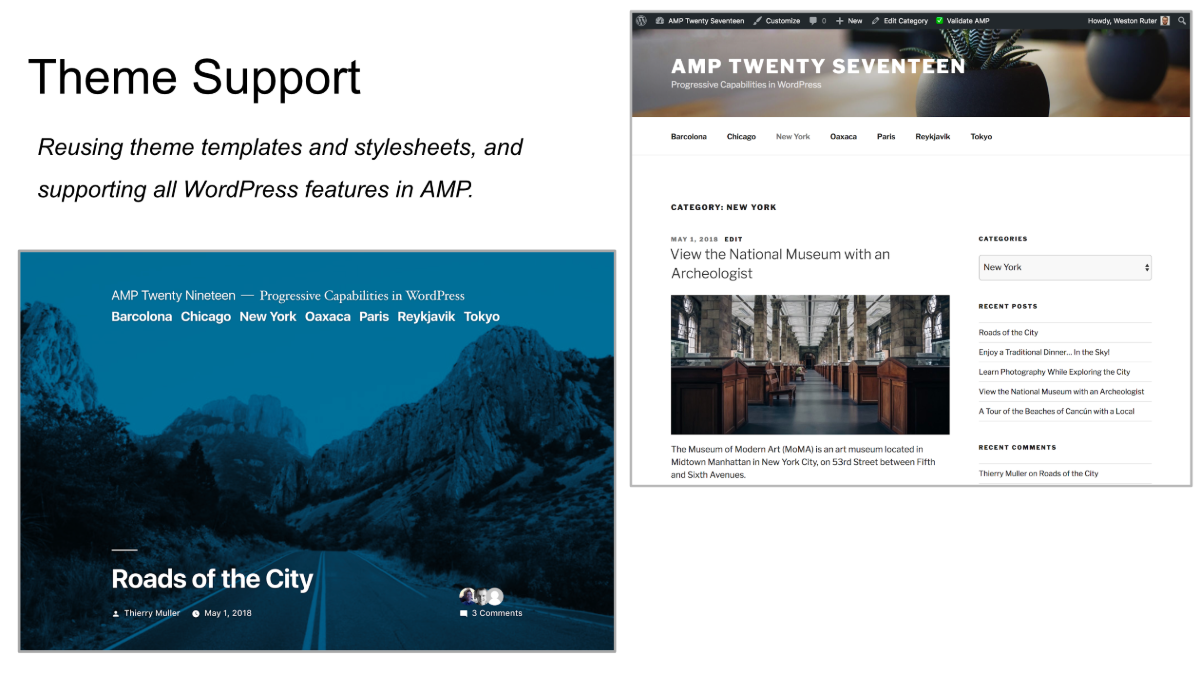 Theme Support
Reusing theme templates and stylesheets, and
supporting all WordPress features in AMP.
AMP Twenty Nineteen — Progressive Capabilities in WordPress
Barcolona Chicago New York Oaxaca Paris Reykjavik Tokyo
Roads of the City
Thierry Muller May 1, 2018
3 Comments
AMP Twenty Seventeen Customize 0 New Edit Category Validate AMP Howdy, Weston Ruter
AMP TWENTY SEVENTEEN
Progressive Capabilities in WordPress
Barcolona Chicago New York Oaxaca Paris Reykjavik Tokyo
CATEGORY: NEW YORK
MAY 1, 2018 EDIT
View the National Museum with an
Archeologist
The Museum of Modern Art (MoMA) is an art museum located in
Midtown Manhattan in New York City, on 53rd Street between Fifth
and Sixth Avenues.
CATEGORIES
New York
RECENT POSTS
Roads of the City
Enjoy a Traditional Dinner… In the Sky!
Learn Photography While Exploring the City
View the National Museum with an Archeologist
A Tour of the Beaches of Cancún with a Local
RECENT COMMENTS
Thierry Muller on Roads of the City